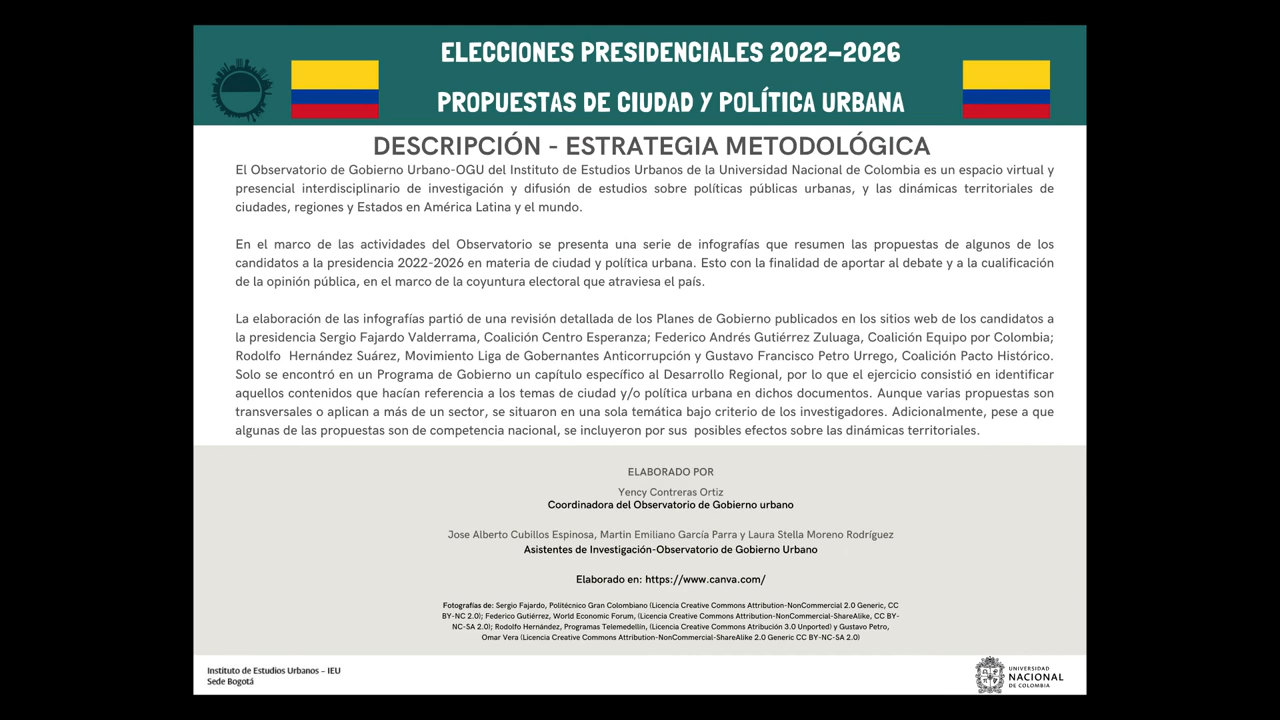 ELECCIONES PRESIDENCIALES 2022-2026
PROPUESTAS DE CIUDAD Y POLÍTICA URBANA
DESCRIPCIÓN - ESTRATEGIA METODOLÓGICA
El Observatorio de Gobierno Urbano-OGU del Instituto de Estudios Urbanos de la Universidad Nacional de Colombia es un espacio virtual y
presencial interdisciplinario de investigación y difusión de estudios sobre políticas públicas urbanas, y las dinámicas territoriales de
ciudades, regiones y Estados en América Latina y el mundo.
En el marco de las actividades del Observatorio se presenta una serie de infografías que resumen las propuestas de algunos de los
candidatos a la presidencia 2022-2026 en materia de ciudad y política urbana. Esto con la finalidad de aportar al debate y a la cualificación
de la opinión pública, en el marco de la coyuntura electoral que atraviesa el país.
La elaboración de las infografías partió de una revisión detallada de los Planes de Gobierno publicados en los sitios web de los candidatos a
la presidencia Sergio Fajardo Valderrama, Coalición Centro Esperanza; Federico Andrés Gutiérrez Zuluaga, Coalición Equipo por Colombia;
Rodolfo Hernández Suárez, Movimiento Liga de Gobernantes Anticorrupción y Gustavo Francisco Petro Urrego, Coalición Pacto Histórico.
Solo se encontró en un Programa de Gobierno un capítulo específico al Desarrollo Regional, por lo que el ejercicio consistió en identificar
aquellos contenidos que hacían referencia a los temas de ciudad y/o política urbana en dichos documentos. Aunque varias propuestas son
transversales o aplican a más de un sector, se situaron en una sola temática bajo criterio de los investigadores. Adicionalmente, pese a que
algunas de las propuestas son de competencia nacional, se incluyeron por sus posibles efectos sobre las dinámicas territoriales.
ELABORADO POR
Yency Contreras Ortiz
Coordinadora del Observatorio de Gobierno urbano
Jose Alberto Cubillos Espinosa, Martin Emiliano García Parra y Laura Stella Moreno Rodríguez
Asistentes de Investigación-Observatorio de Gobierno Urbano
Elaborado en: https://www.canva.com/
Fotografías de: Sergio Fajardo, Politécnico Gran Colombiano (Licencia Creative Commons Attribution-NonCommercial 2.0 Generic, CC
BY-NC 2.0); Federico Gutiérrez, World Economic Forum, (Licencia Creative Commons Attribution-NonCommercial-ShareAlike, CC BY-
NC-SA 2.0); Rodolfo Hernández, Programas Telemedellín, (Licencia Creative Commons Atribución 3.0 Unported) y Gustavo Petro,
Omar Vera (Licencia Creative Commons Attribution-NonCommercial-ShareAlike 2.0 Generic CC BY-NC-SA 2.0)
Instituto de Estudios Urbanos - IEU
Sede Bogotá
UNIVERSIDAD
NACIONAL
DE COLOMBIA